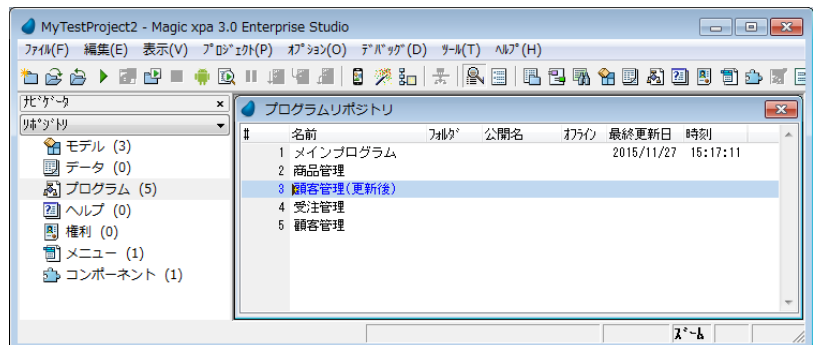 MyTestProject2 - Magic xpa 3.0 Enterprise Studio
ﾌｧｲﾙ(F) 編集(E) 表示(V) ﾌﾟﾛｼﾞｪｸﾄ(P) ｵﾌﾟｼｮﾝ(O) ﾃﾞﾊﾞｯｸﾞ(D) ﾂｰﾙ(T) ﾍﾙﾌﾟ(H)
ﾅﾋﾞｹﾞｰﾀ
ﾘﾎﾟｼﾞﾄﾘ
モデル (3)
データ (0)
プログラム (5)
ヘルプ (0)
権利 (0)
メニュー (1)
コンポーネント (1)
プログラムリポジトリ
# 名前 ﾌｫﾙﾀﾞ 公開名 ｵﾌﾗｲﾝ 最終更新日 時刻
1 メインプログラム 2015/11/27 15:17:11
2 商品管理
3 顧客管理(更新後)
4 受注管理
5 顧客管理
ｽﾞｰﾑ